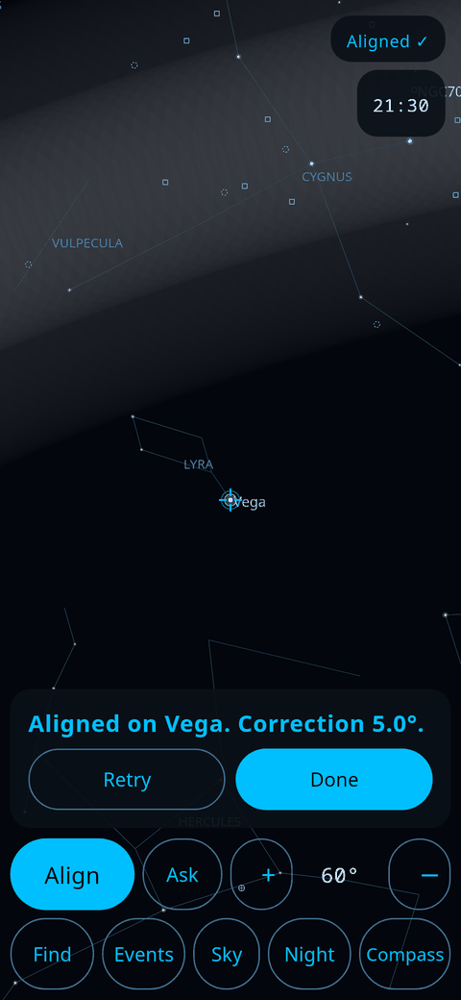 Aligned ✓
21:30
CYGNUS
VULPECULA
LYRA
Vega
Aligned on Vega. Correction 5.0°.
Retry
Done
HERCULES
Align
Ask
+
60°
−
Find
Events
Sky
Night
Compass